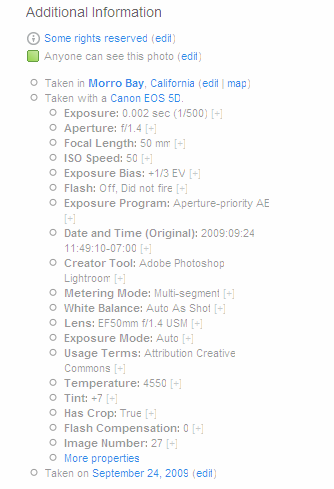 Additional Information
Some rights reserved (edit)
Anyone can see this photo (edit)
Taken in Morro Bay, California (edit | map)
Taken with a Canon EOS 5D.
Exposure: 0.002 sec (1/500) [+]
Aperture: f/1.4 [+]
Focal Length: 50 mm [+]
ISO Speed: 50 [+]
Exposure Bias: +1/3 EV [+]
Flash: Off, Did not fire [+]
Exposure Program: Aperture-priority AE
[+]
Date and Time (Original): 2009:09:24
11:49:10-07:00 [+]
Creator Tool: Adobe Photoshop
Lightroom [+]
Metering Mode: Multi-segment [+]
White Balance: Auto As Shot [+]
Lens: EF50mm f/1.4 USM [+]
Exposure Mode: Auto [+]
Usage Terms: Attribution Creative
Commons [+]
Temperature: 4550 [+]
Tint: +7 [+]
Has Crop: True [+]
Flash Compensation: 0 [+]
Image Number: 27 [+]
More properties
Taken on September 24, 2009 (edit)